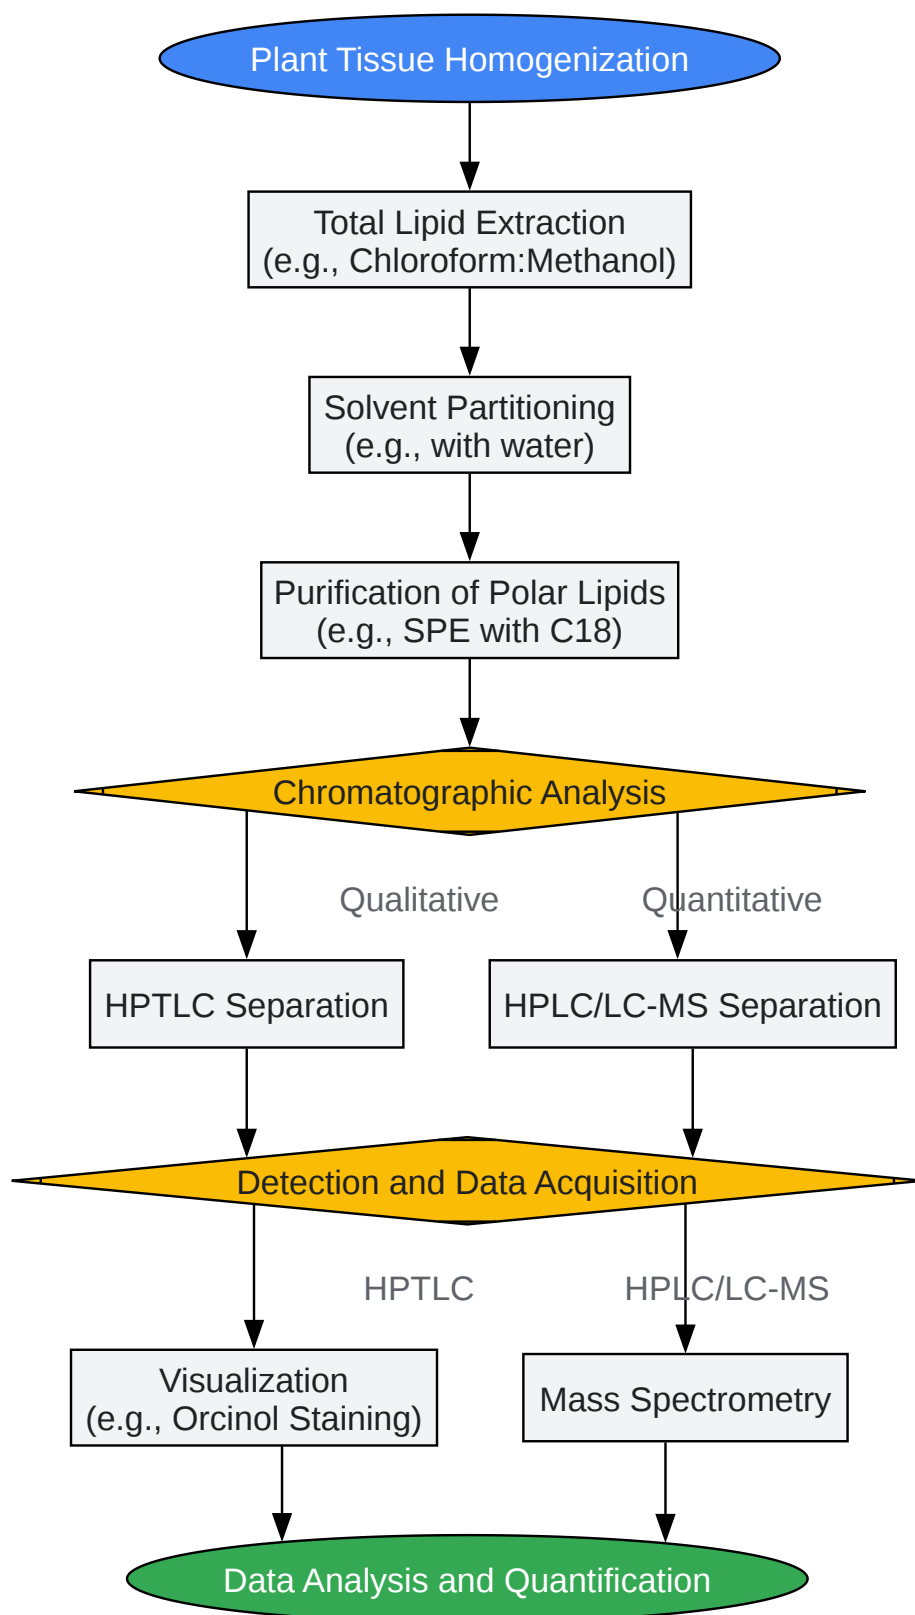 Plant Tissue Homogenization
Total Lipid Extraction
(e.g., Chloroform:Methanol)
Solvent Partitioning
(e.g., with water)
Purification of Polar Lipids
(e.g., SPE with C18)
Chromatographic Analysis
Qualitative
Quantitative
HPTLC Separation
HPLC/LC-MS Separation
Detection and Data Acquisition
HPTLC
HPLC/LC-MS
Visualization
(e.g., Orcinol Staining)
Mass Spectrometry
Data Analysis and Quantification